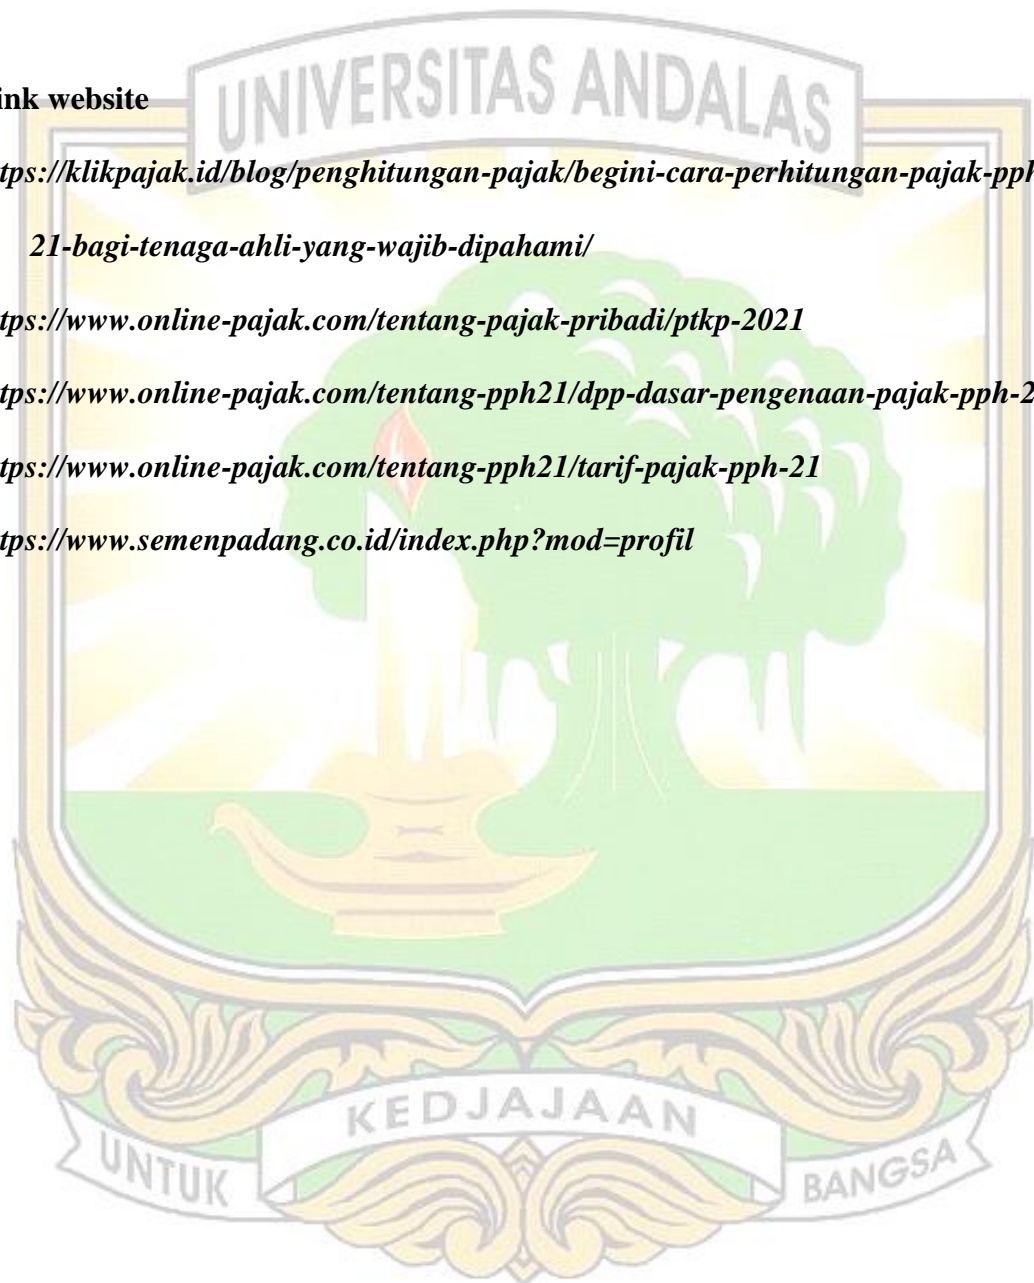 UNIVERSITAS ANDALAS
ink website
tps://klikpajak.id/blog/penghitungan-pajak/begini-cara-perhitungan-pajak-pph
21-bagi-tenaga-ahli-yang-wajib-dipahami/
tps://www.online-pajak.com/tentang-pajak-pribadi/ptkp-2021
tps://www.online-pajak.com/tentang-pph21/dpp-dasar-pengenaan-pajak-pph-2
tps://www.online-pajak.com/tentang-pph21/tarif-pajak-pph-21
tps://www.semenpadang.co.id/index.php?mod=profil
UNTUK KEDJAJAAN BANGSA